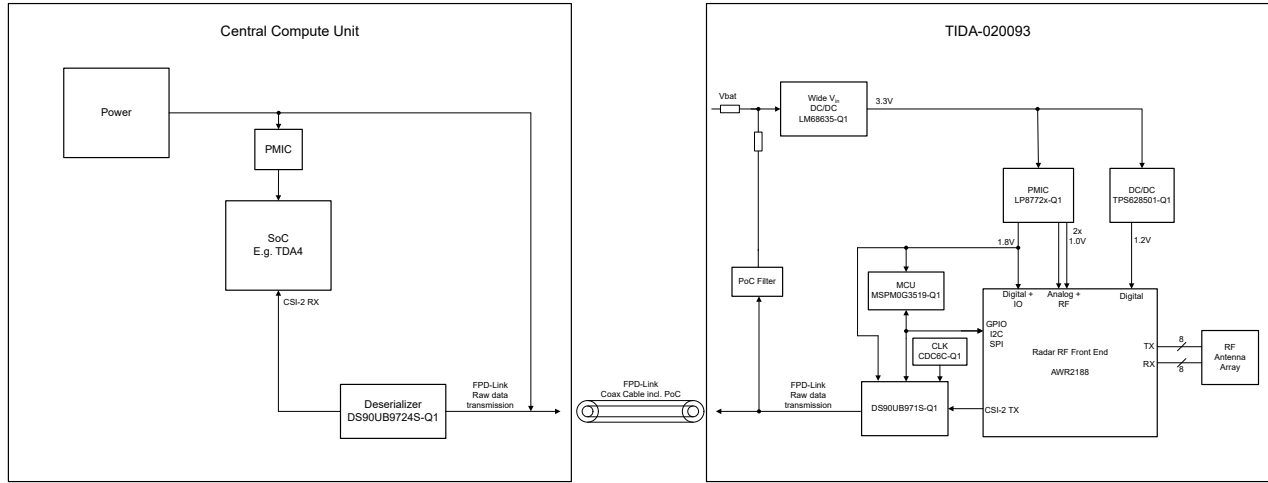 Central Compute Unit
Power
PMIC
SoC
E.g. TDA4
CSI-2 RX
Deserializer
DS90UB9724S-Q1
FPD-Link
Raw data
transmission
FPD-Link
Coax Cable incl. PoC
TIDA-020093
Vbat
Wide Vin
DC/DC
LM68635-Q1
3.3V
PMIC
LP8772x-Q1
DC/DC
TPS628501-Q1
1.8V
2x
1.0V
1.2V
PoC Filter
MCU
MSPM0G3519-Q1
Digital +
IO
Analog +
RF
Digital
GPIO
I2C
SPI
CLK
CDC6C-Q1
Radar RF Front End
AWR2188
TX
RX
8
8
RF
Antenna
Array
FPD-Link
Raw data
transmission
DS90UB971S-Q1
CSI-2 TX